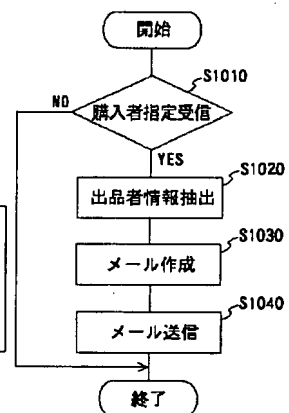 開始
S1010
NO
購入者指定受信
YES
S1020
出品者情報抽出
S1030
メール作成
S1040
メール送信
終了